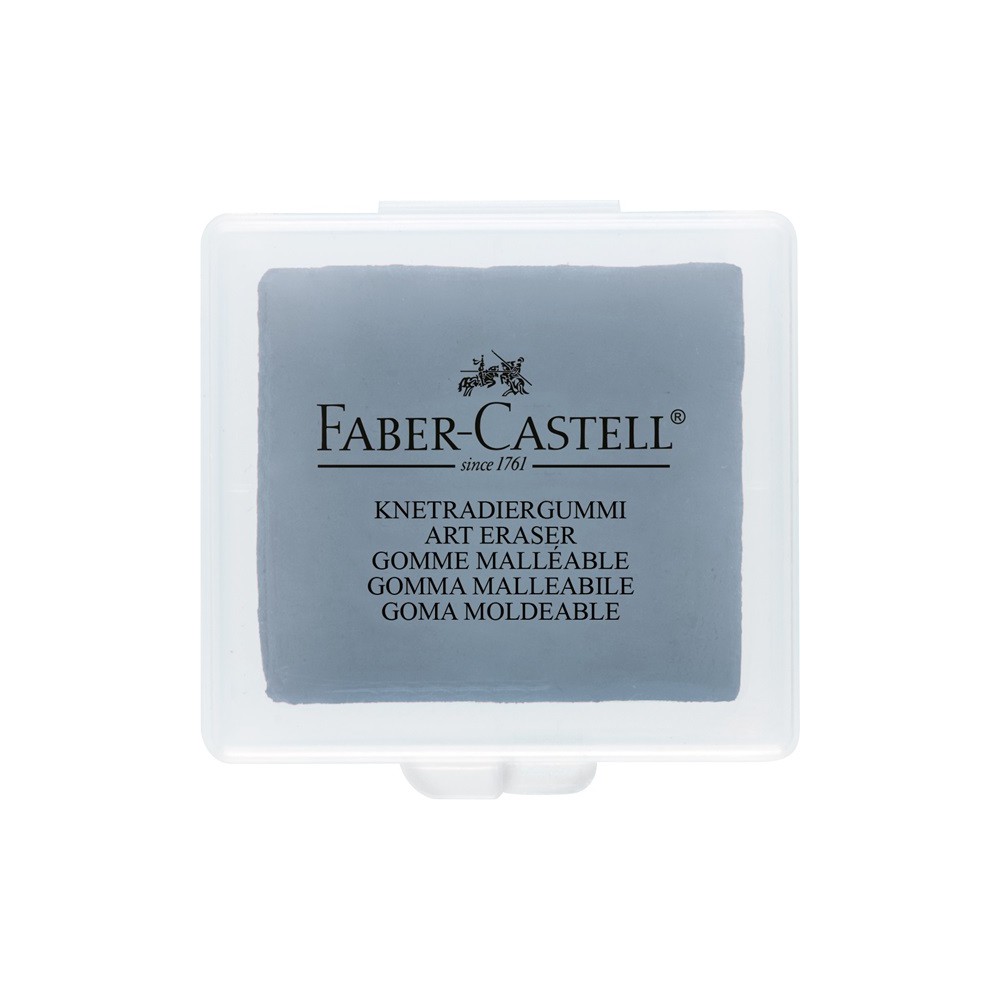 FABER-CASTELL®
since 1761
KNETRADIERGUMMI
ART ERASER
GOMME MALLÉABLE
GOMMA MALLEABILE
GOMA MOLDEABLE